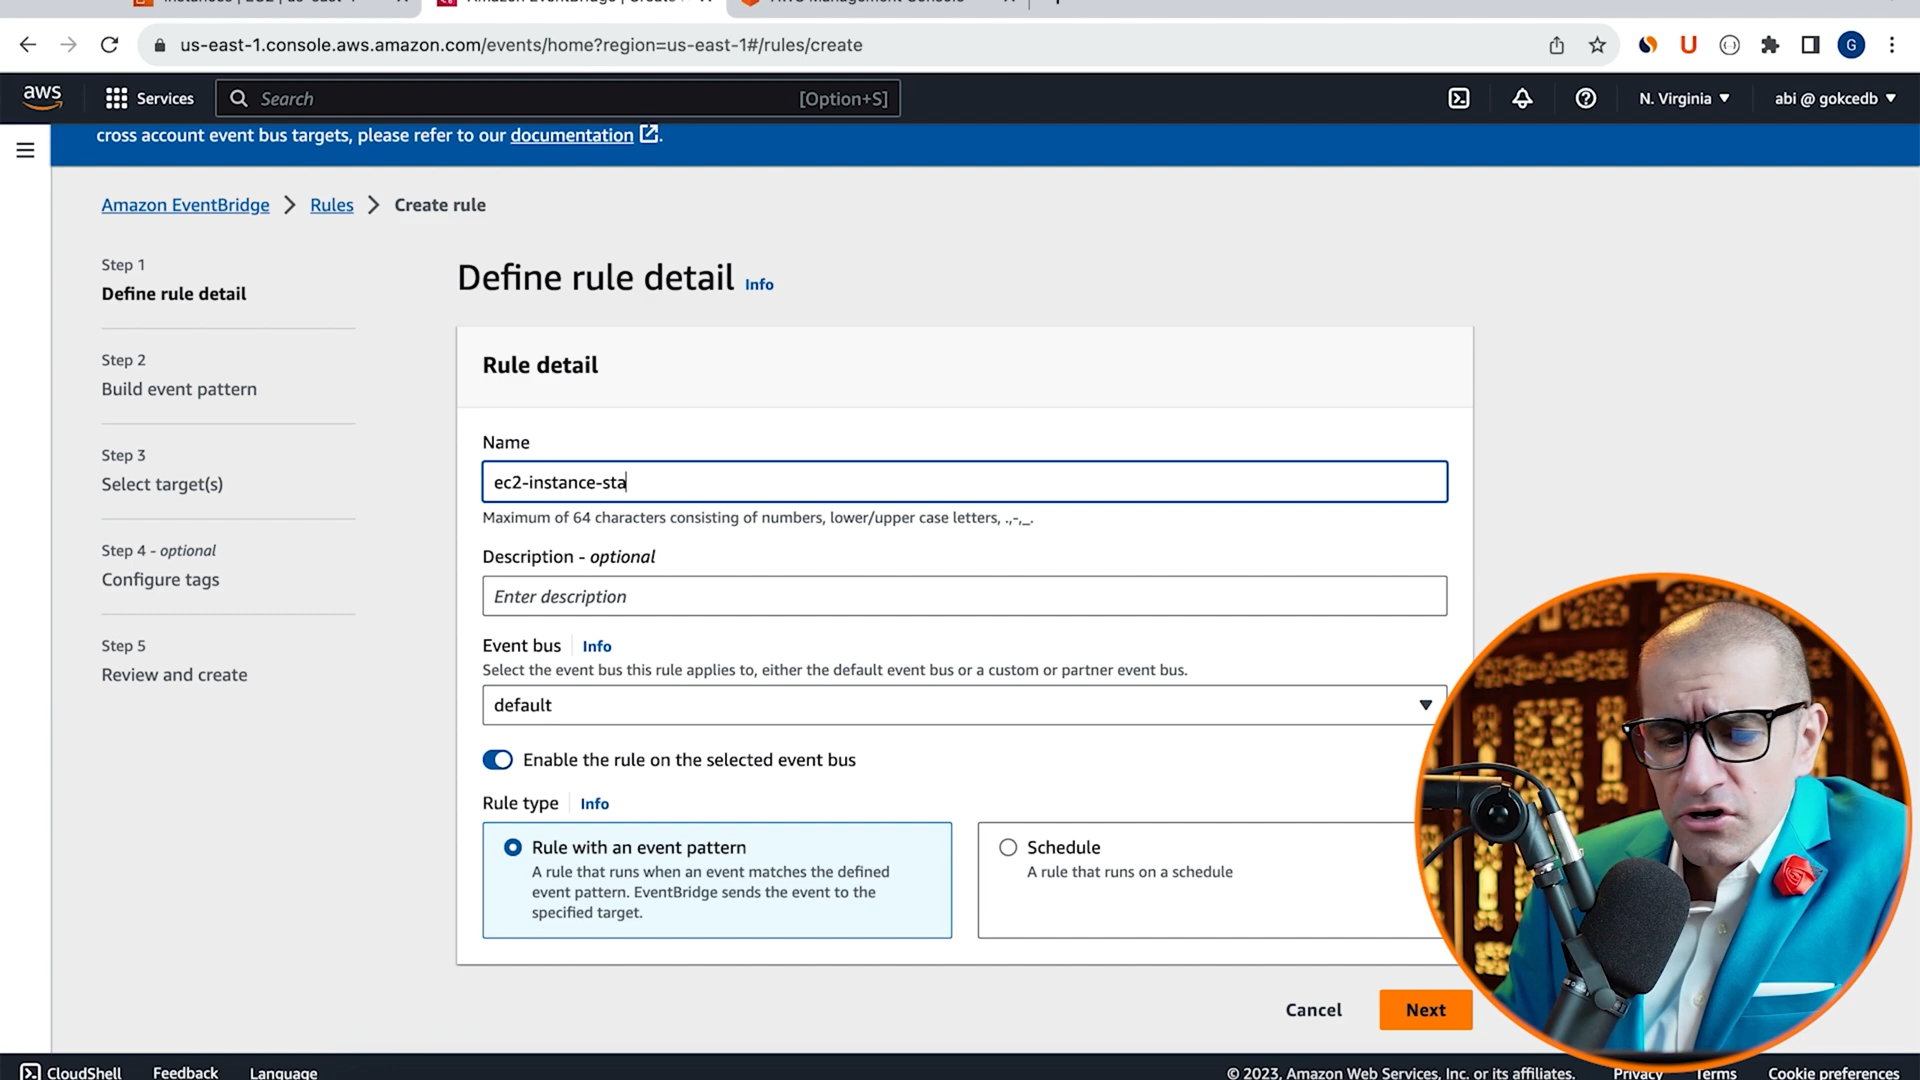 us-east-1.console.aws.amazon.com/events/home?region=us-east-1#/rules/create
G
aws
Services
Search
[Option+S]
N. Virginia
abi @ gokcedb
cross account event bus targets, please refer to our documentation.
Amazon EventBridge
Rules
Create rule
Step 1
Define rule detail
Step 2
Build event pattern
Step 3
Select target(s)
Step 4 - optional
Configure tags
Step 5
Review and create
Define rule detail Info
Rule detail
Name
ec2-instance-sta
Maximum of 64 characters consisting of numbers, lower/upper case letters, .,-,_.
Description - optional
Enter description
Event bus Info
Select the event bus this rule applies to, either the default event bus or a custom or partner event bus.
default
Enable the rule on the selected event bus
Rule type Info
Rule with an event pattern
A rule that runs when an event matches the defined
event pattern. EventBridge sends the event to the
specified target.
Schedule
A rule that runs on a schedule
Cancel
Next
CloudShell
Feedback
Language
© 2023, Amazon Web Services, Inc. or its affiliates.
Privacy
Terms
Cookie preferences